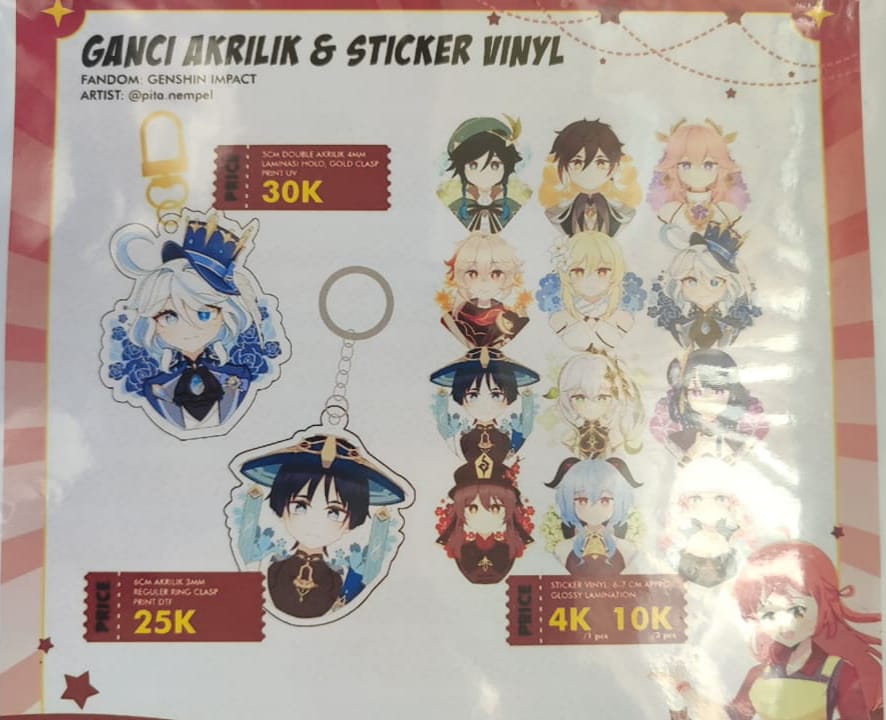 GANCI AKRILIK & STICKER VINYL
FANDOM: GENSHIN IMPACT
ARTIST: @pita.nempel
PRICE
5CM DOUBLE AKRILIK 4MM
LAMINASI HOLO, GOLD CLASP
PRINT UV
30K
PRICE
6CM AKRILIK 3MM
REGULER RING CLASP
PRINT DTF
25K
PRICE
STICKER VINYL, 6-7 CM
GLOSSY LAMINATION
4K 10K
/1 pcs /3 pcs